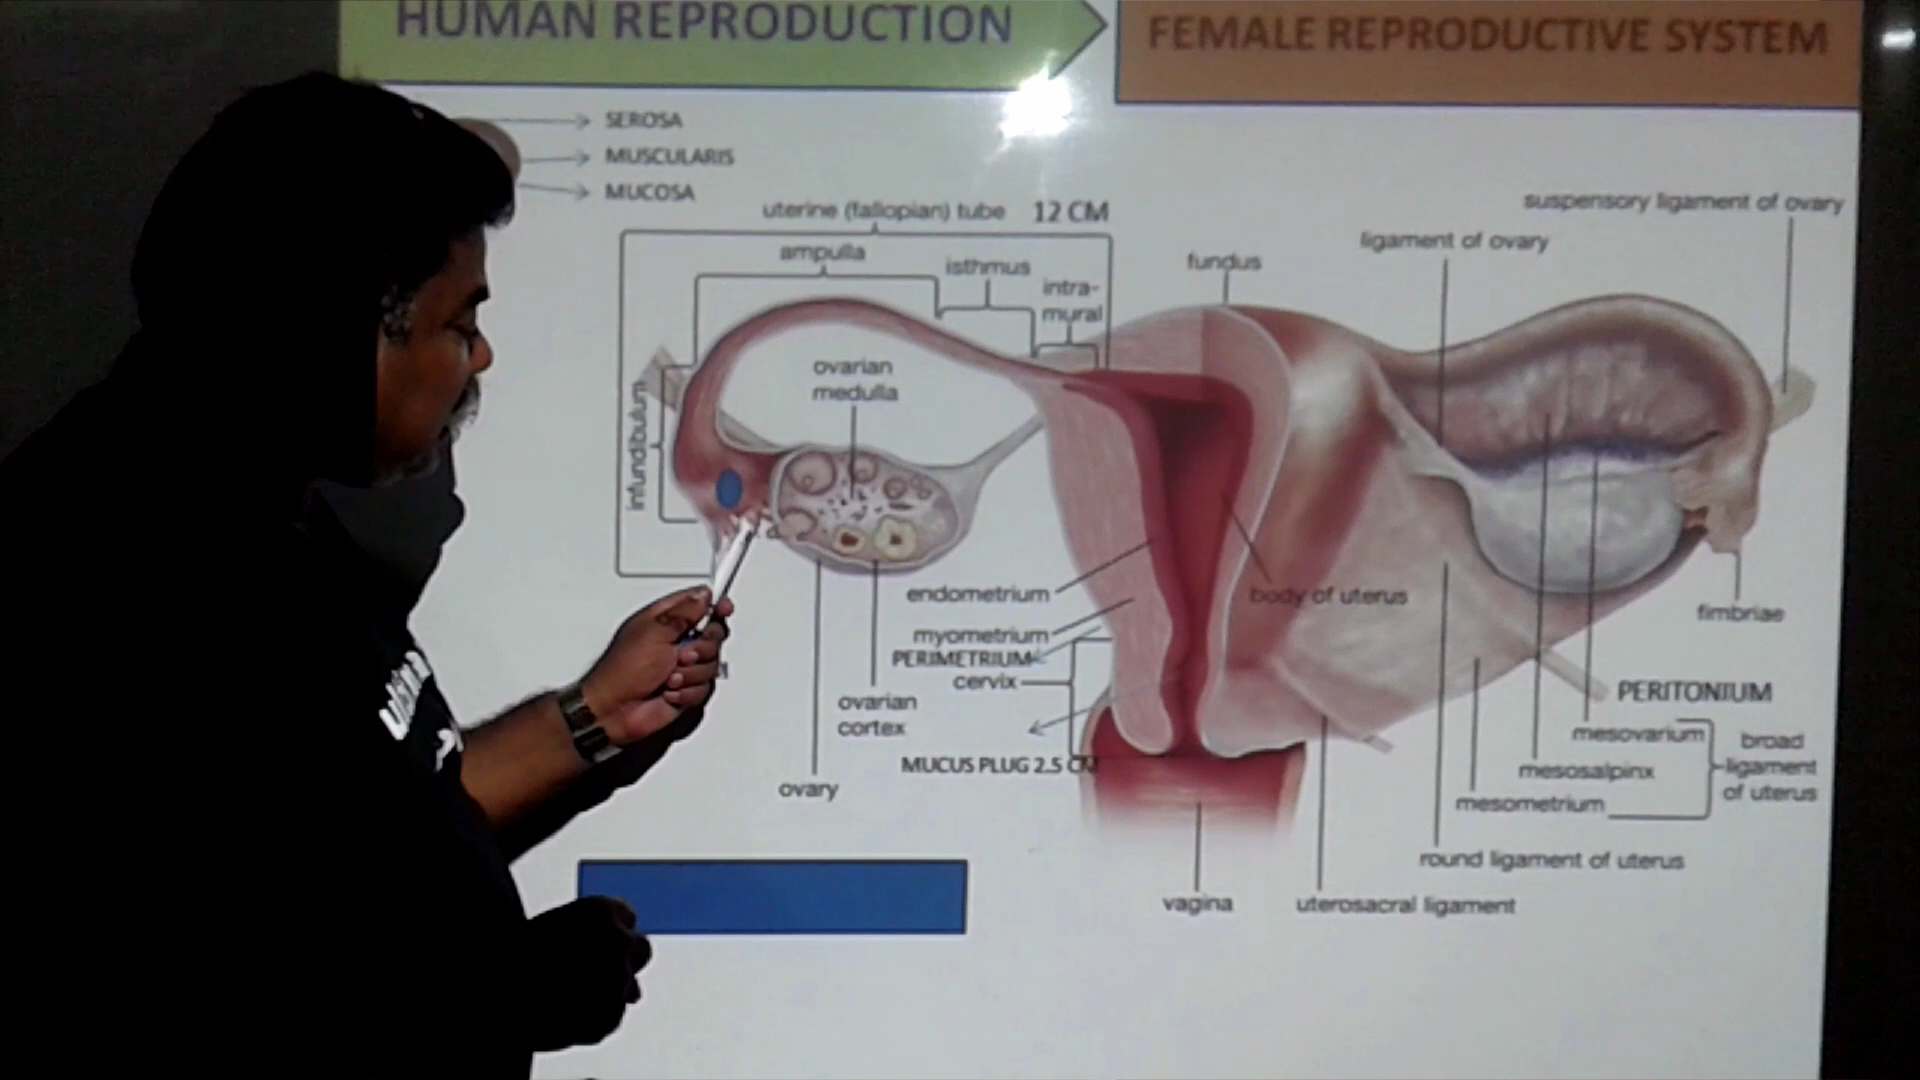 HUMAN REPRODUCTION
FEMALE REPRODUCTIVE SYSTEM
SEROSA
MUSCULARIS
MUCOSA
uterine (fallopian) tube 12 CM
ampulla
isthmus
intra-
mural
infundibulum
ovarian
medulla
fundus
ligament of ovary
suspensory ligament of ovary
endometrium
myometrium
PERIMETRIUM
cervix
body of uterus
fimbriae
ovarian
cortex
MUCUS PLUG 2.5 CM
ovary
PERITONIUM
mesovarium
mesosalpinx
mesometrium
broad
ligament
of uterus
round ligament of uterus
vagina
uterosacral ligament